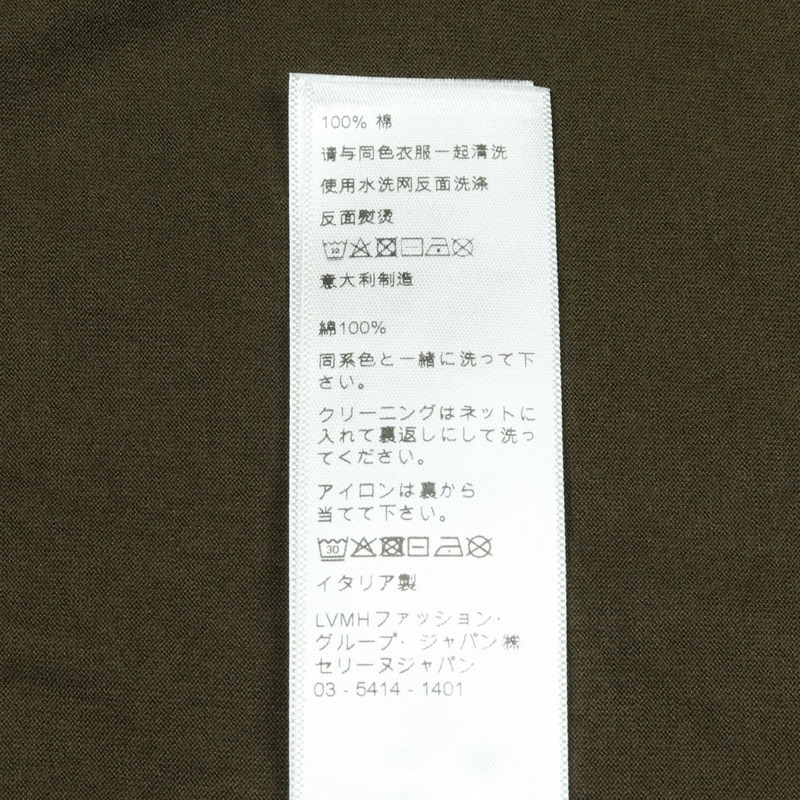 100% 棉
请与同色衣服一起清洗
使用水洗网反面洗涤
反面熨烫
30
意大利制造
綿100%
同系色と一緒に洗って下
さい。
クリーニングはネットに
入れて裏返しにして洗っ
てください。
アイロンは裏から
当てて下さい。
30
イタリア製
LVMHファッション·
グループ· ジャパン㈱
セリーヌジャパン
03 - 5414 - 1401